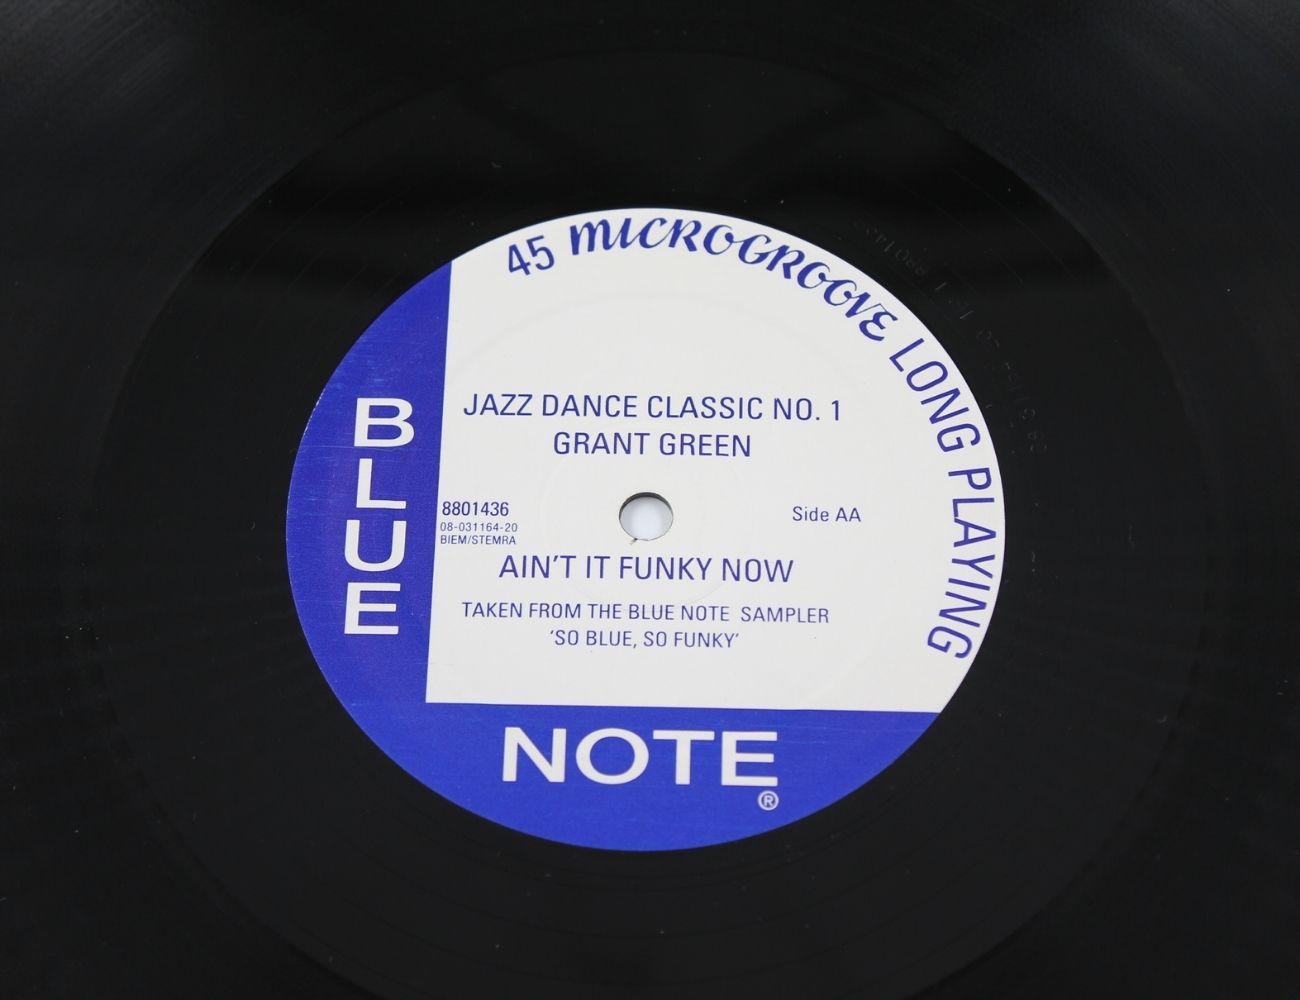 45 MICROGROOVE LONG PLAYING
JAZZ DANCE CLASSIC NO. 1
GRANT GREEN
8801436
08-031164-20
BIEM/STEMRA
Side AA
AIN'T IT FUNKY NOW
TAKEN FROM THE BLUE NOTE SAMPLER
'SO BLUE, SO FUNKY'
BLUE
NOTE
®